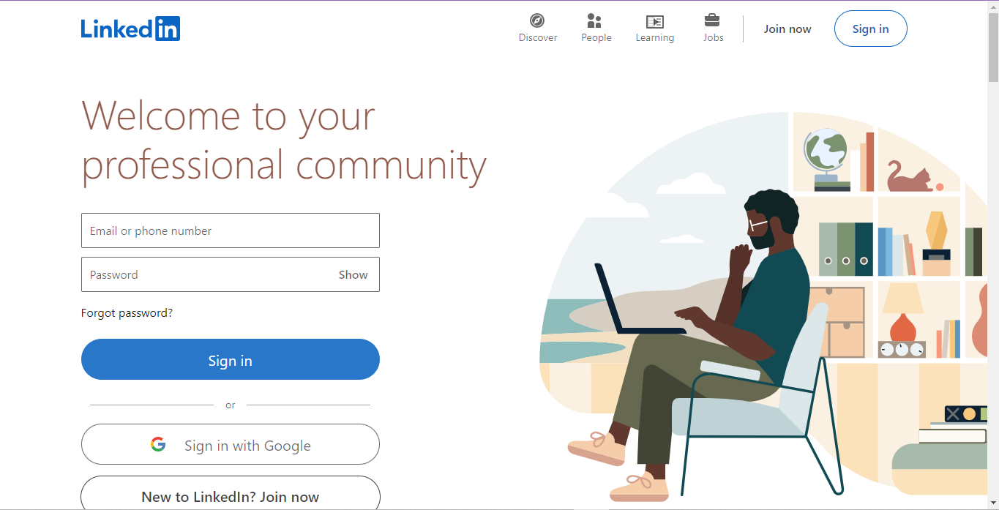 LinkedIn
Discover
People
Learning
Jobs
Join now
Sign in
Welcome to your
professional community
Email or phone number
Password
Show
Forgot password?
Sign in
or
Sign in with Google
New to LinkedIn? Join now